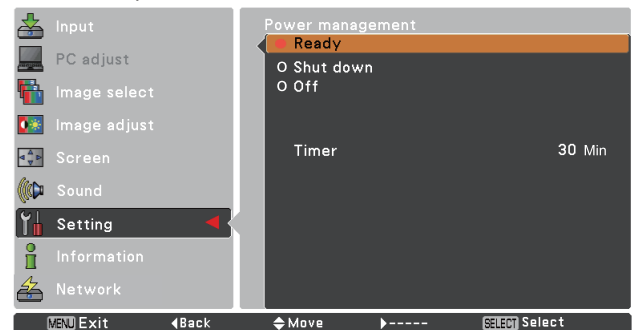 Input
PC adjust
Image select
Image adjust
Screen
Sound
Setting
Information
Network
Power management
Ready
Shut down
Off
Timer 30 Min
MENU Exit Back Move ----- SELECT Select